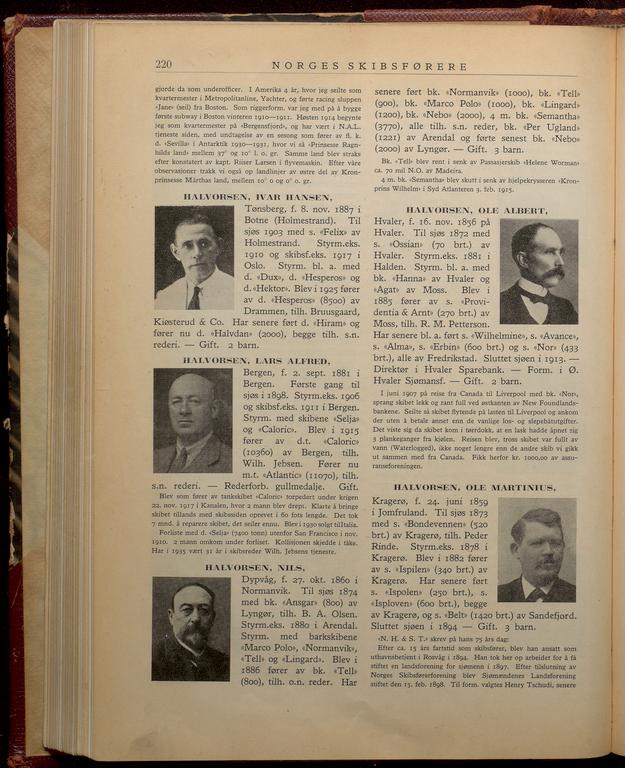 220
NORGES SKIBSFØRERE
gjorde da som underofficer. I Amerika 4 år, hvor jeg seilte som
kvartermester i Metropolitanline, Yachter, og førte racing sluppen
«Jane» (seil) fra Boston. Som riggerform. var jeg med på å bygge
første subway i Boston vinteren 1910—1911. Høsten 1914 begynte
jeg som kvartermester på «Bergensfjord», og har vært i N.A.L.
tjeneste siden, med undtagelse av en sesong som fører av fl. k.
d. «Sevilla» i Antarktik 1930—1931, hvor vi så «Prinsesse Ragn-
hilds land» mellem 37° og 10° l. o. gr. Samme land blev straks
efter konstatert av kapt. Riiser Larsen i flyvemaskin. Efter våre
observasjoner trakk vi også op landlinjer av østre del av Kron-
prinsesse Märthas land, mellem 10° o og 0° o. gr.
HALVORSEN, IVAR HANSEN,
Tønsberg, f. 8. nov. 1887 i
Botne (Holmestrand). Til
sjøs 1903 med s. «Felix» av
Holmestrand. Styrm.eks.
1910 og skibsf.eks. 1917 i
Oslo. Styrm. bl. a. med
d. «Dux», d. «Hesperos» og
d. «Hektor». Blev i 1925 fører
av d. «Hesperos» (8500) av
Drammen, tilh. Bruusgaard,
Kiøsterud & Co. Har senere ført d. «Hiram» og
fører nu d. «Halvdan» (2000), begge tilh. s.n.
rederi. — Gift. 2 barn.
HALVORSEN, LARS ALFRED,
Bergen, f. 2. sept. 1881 i
Bergen. Første gang til
sjøs i 1898. Styrm.eks. 1906
og skibsf.eks. 1911 i Bergen.
Styrm. med skibene «Selja»
og «Caloric». Blev i 1915
fører av d.t. «Caloric»
(10360) av Bergen, tilh.
Wilh. Jebsen. Fører nu
m.t. «Atlantic» (11070), tilh.
s.n. rederi. — Rederforb. gullmedalje. Gift.
Blev som fører av tankskibet «Caloric» torpedert under krigen
22. nov. 1917 i Kanalen, hvor 2 mann blev drept. Klarte å bringe
skibet tillands med skibssiden oprevet i 60 fots lengde. Det tok
7 mnd. å reparere skibet, det seiler ennu. Blev i 1930 solgt til Italia.
Forliste med d. «Selja» (7400 tonn) utenfor San Francisco i nov.
1910. 2 mann omkom under forliset. Kollisjonen skjedde i tåke.
Har i 1935 vært 31 år i skibsreder Wilh. Jebsens tjeneste.
HALVORSEN, NILS,
Dypvåg, f. 27. okt. 1860 i
Normanvik. Til sjøs 1874
med bk. «Ansgar» (800) av
Lyngør, tilh. B. A. Olsen.
Styrm.eks. 1880 i Arendal.
Styrm. med barkskibene
«Marco Polo», «Normanvik»,
«Tell» og «Lingard». Blev i
1886 fører av bk. «Tell»
(800), tilh. o.n. reder. Har
senere ført bk. «Normanvik» (1000), bk. «Tell»
(900), bk. «Marco Polo» (1000), bk. «Lingard»
(1200), bk. «Nebo» (2000), 4 m. bk. «Semantha»
(3770), alle tilh. s.n. reder, bk. «Per Ugland»
(1221) av Arendal og førte senest bk. «Nebo»
(2000) av Lyngør. — Gift. 3 barn.
Bk. «Tell» blev rent i senk av Passasjerskib «Helene Worman»
ca. 70 mil N.O. av Madeira.
4 m. bk. «Semantha» blev skutt i senk av hjelpekrysseren «Kron-
prins Wilhelm» i Syd Atlanteren 3. feb. 1915.
HALVORSEN, OLE ALBERT,
Hvaler, f. 16. nov. 1856 på
Hvaler. Til sjøs 1872 med
s. «Ossian» (70 brt.) av
Hvaler. Styrm.eks. 1881 i
Halden. Styrm. bl. a. med
bk. «Hanna» av Hvaler og
«Agat» av Moss. Blev i
1885 fører av s. «Provi-
dentia & Arnt» (270 brt.) av
Moss, tilh. R. M. Petterson.
Har senere bl. a. ført s. «Wilhelmine», s. «Avance»,
s. «Alma», s. «Erbin» (600 brt.) og s. «Nor» (433
brt.), alle av Fredrikstad. Sluttet sjøen i 1913. —
Direktør i Hvaler Sparebank. — Form. i Ø.
Hvaler Sjømansf. — Gift. 2 barn.
I juni 1907 på reise fra Canada til Liverpool med bk. «Nor»,
sprang skibet lekk og rant full ved østkanten av New Foundlands-
bankene. Seilte så skibet flytende på lasten til Liverpool og ankom
der uten å betale annet enn de vanlige los- og slepebåtutgifter.
Det viste sig da skibet kom i tørrdokk, at en lask hadde åpnet sig
3 plankeganger fra kjølen. Reisen blev, tross skibet var fullt av
vann (Waterlogged), ikke noget lengre enn de andre skib vi gikk
ut sammen med fra Canada. Fikk herfor kr. 1000,00 av assu-
ranseforeningen.
HALVORSEN, OLE MARTINIUS,
Kragerø, f. 24. juni 1859
i Jomfruland. Til sjøs 1873
med s. «Bondevennen» (520
brt.) av Kragerø, tilh. Peder
Rinde. Styrm.eks. 1878 i
Kragerø. Blev i 1882 fører
av s. «Ispilen» (340 brt.) av
Kragerø. Har senere ført
s. «Ispolen» (250 brt.), s.
«Isploven» (600 brt.), begge
av Kragerø, og s. «Belt» (1420 brt.) av Sandefjord.
Sluttet sjøen i 1894 — Gift. 3 barn.
«N. H. & S. T.» skrev på hans 75 års dag:
Efter ca. 15 års fartstid som skibsfører, blev han ansatt som
uthavnsbetjent i Rosvåg i 1894. Han tok her op arbeidet for å få
stiftet en landsforening for sjømenn i 1897. Efter tilslutning av
Norges Skibsførerforening blev Sjømændenes Landsforening
stiftet den 15. feb. 1898. Til form. valgtes Henry Tschudi, senere